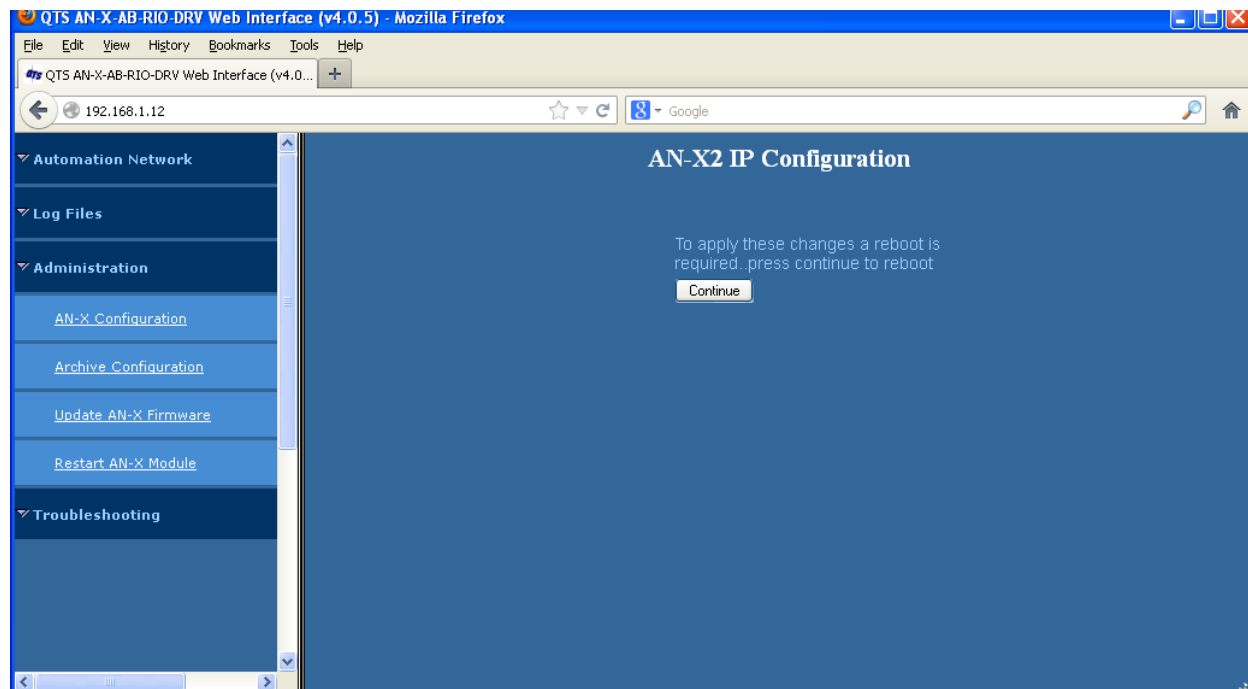 QTS AN-X-AB-RIO-DRV Web Interface (v4.0.5) - Mozilla Firefox
File Edit View History Bookmarks Tools Help
QTS QTS AN-X-AB-RIO-DRV Web Interface (v4.0... +
192.168.1.12 8 Google
Automation Network
Log Files
Administration
AN-X Configuration
Archive Configuration
Update AN-X Firmware
Restart AN-X Module
Troubleshooting
AN-X2 IP Configuration
To apply these changes a reboot is
required..press continue to reboot
Continue